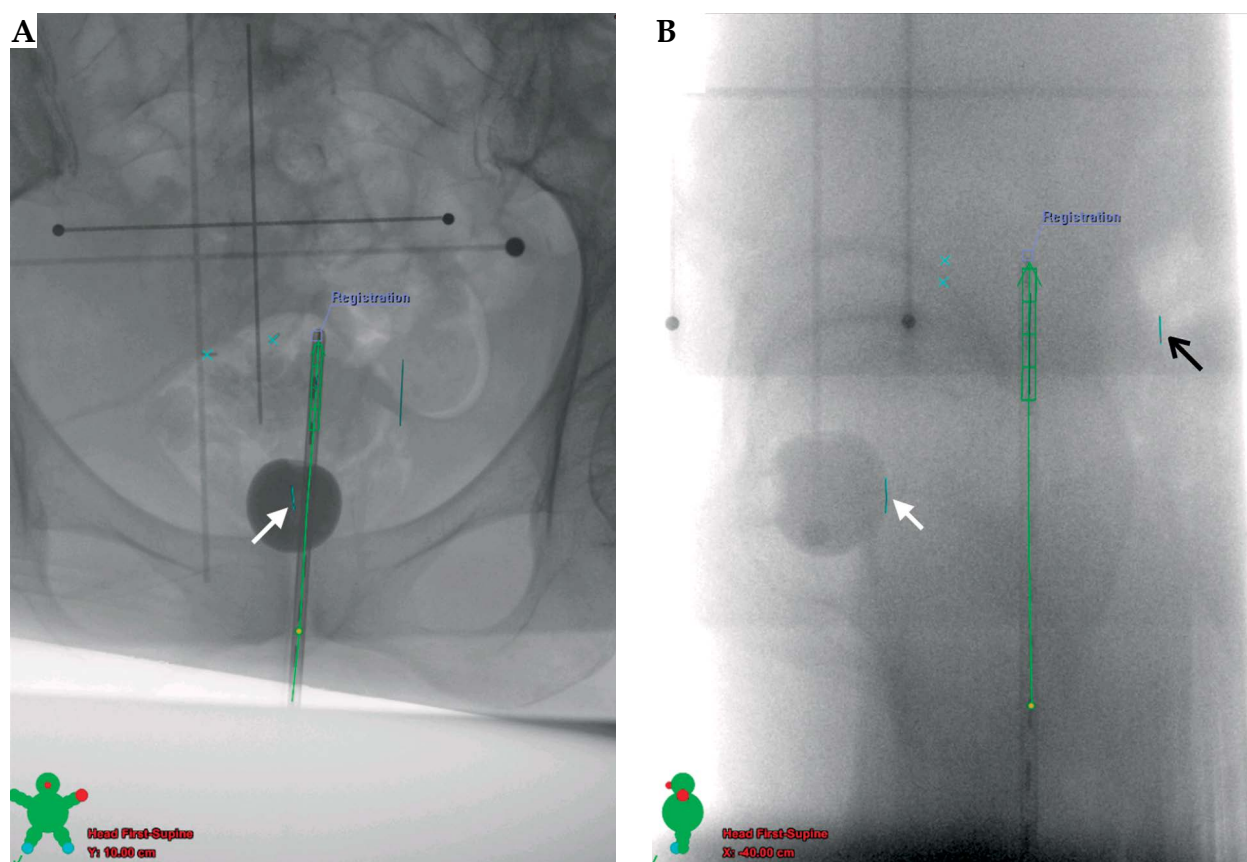 A
B
Registration
Registration
Head First-Supine
Y: 10.00 cm
Head First-Supine
X: -40.00 cm